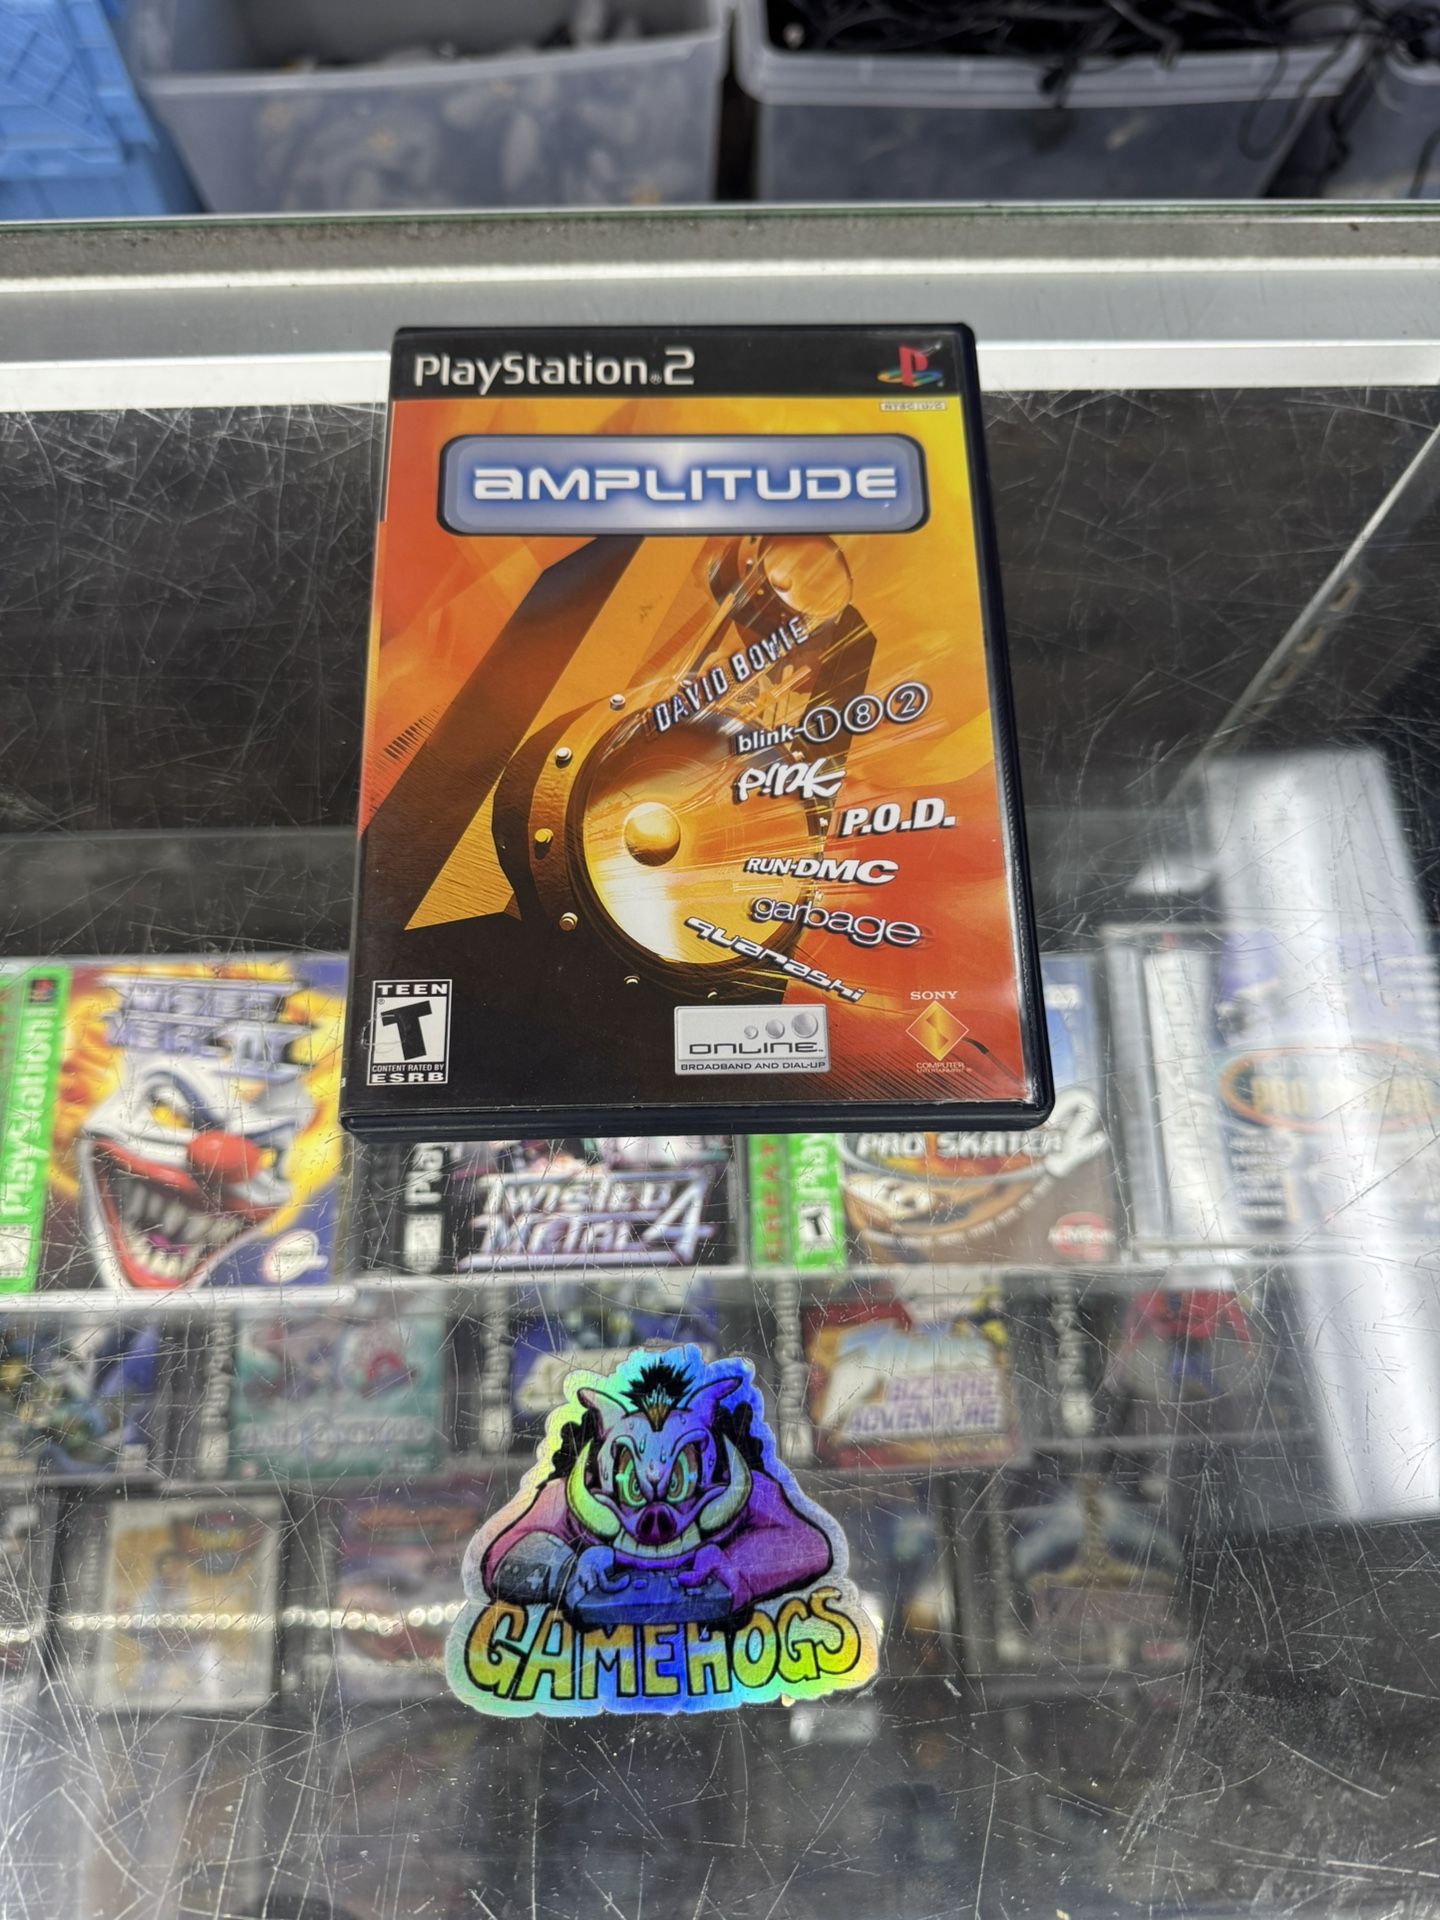 PlayStation®2
NTSC U/C
AMPLITUDE
DAVID BOWIE
blink-182
P!NK
P.O.D.
RUN-DMC
garbage
quarashi
TEEN
T
CONTENT RATED BY
ESRB
ONLINE
BROADBAND AND DIAL-UP
SONY
COMPUTER
ENTERTAINMENT®
PlayStation
TWISTED
METAL 4
PRO SKATER 2
T
BIZARRE
ADVENTURE
GAMEHOGS